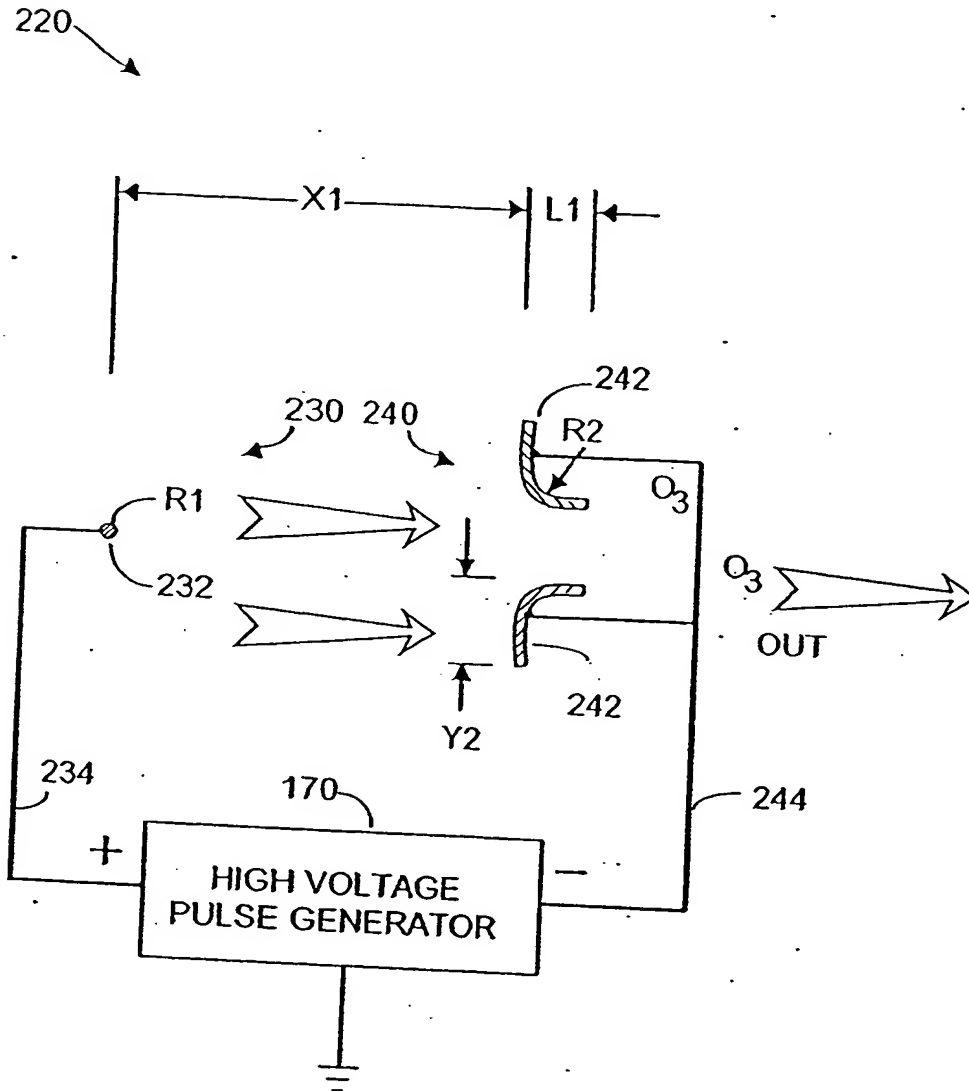 220
X1
L1
242
230
240
R2
R1
O3
232
O3
OUT
242
Y2
234
170
244
+
HIGH VOLTAGE
PULSE GENERATOR
−